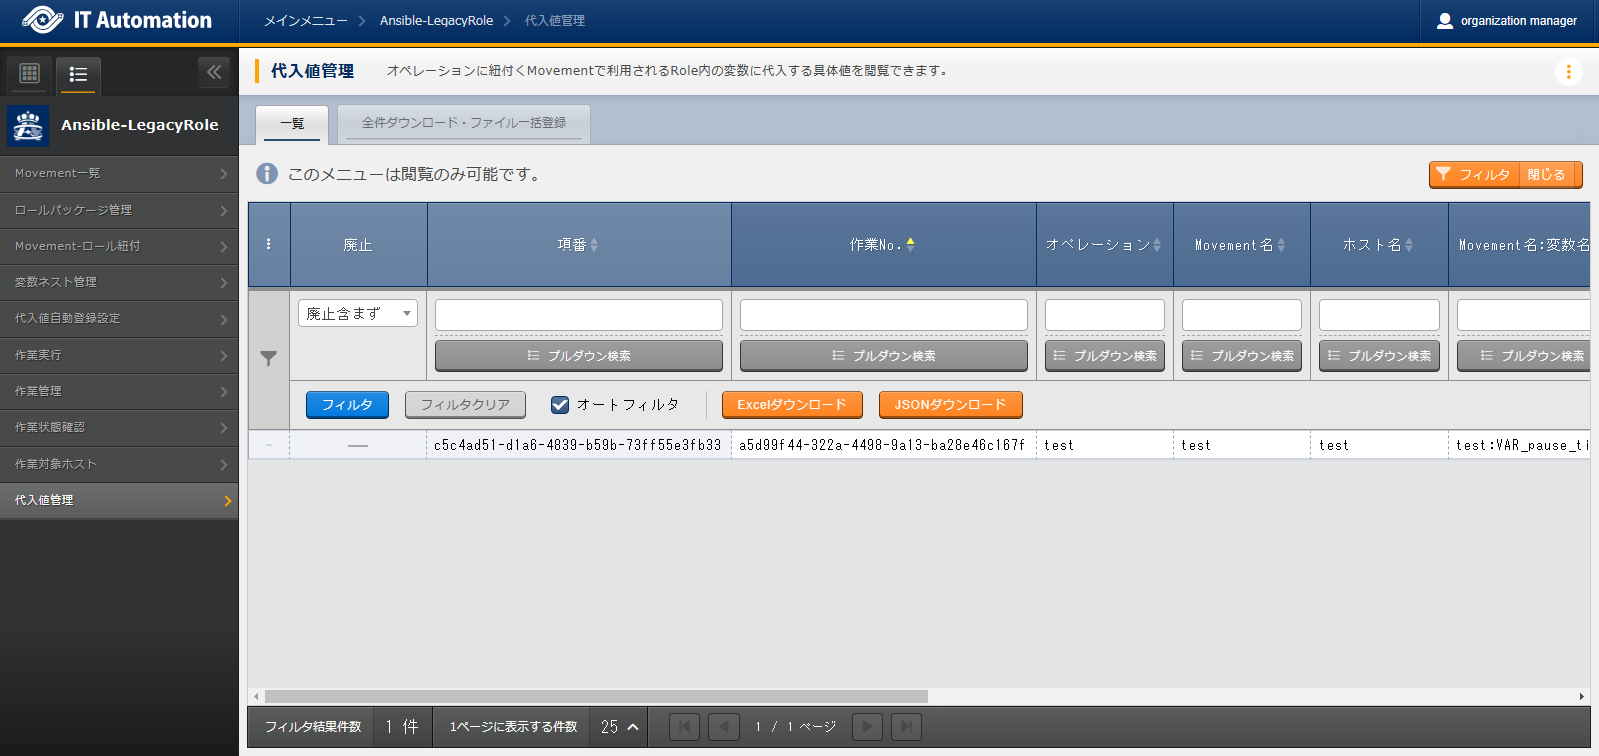 IT Automation
メインメニュー
Ansible-LegacyRole
代入値管理
organization manager
Ansible-LegacyRole
Movement一覧
ロールパッケージ管理
Movement-ロール紐付
変数ネスト管理
代入値自動登録設定
作業実行
作業管理
作業状態確認
作業対象ホスト
代入値管理
代入値管理
オペレーションに紐付くMovementで利用されるRole内の変数に代入する具体値を閲覧できます。
一覧
全件ダウンロード・ファイル一括登録
このメニューは閲覧のみ可能です。
フィルタ 閉じる
廃止 項番 作業No. オペレーション Movement名 ホスト名 Movement名:変数名
廃止含まず
プルダウン検索 プルダウン検索 プルダウン検索 プルダウン検索 プルダウン検索 プルダウン検索
フィルタ フィルタクリア オートフィルタ Excelダウンロード JSONダウンロード
c5c4ad51-d1a6-4839-b59b-73ff55e3fb33 a5d99f44-322a-4498-9a13-ba28e46c167f test test test test:VAR_pause_ti
フィルタ結果件数 1 件 1ページに表示する件数 25 1 / 1 ページ